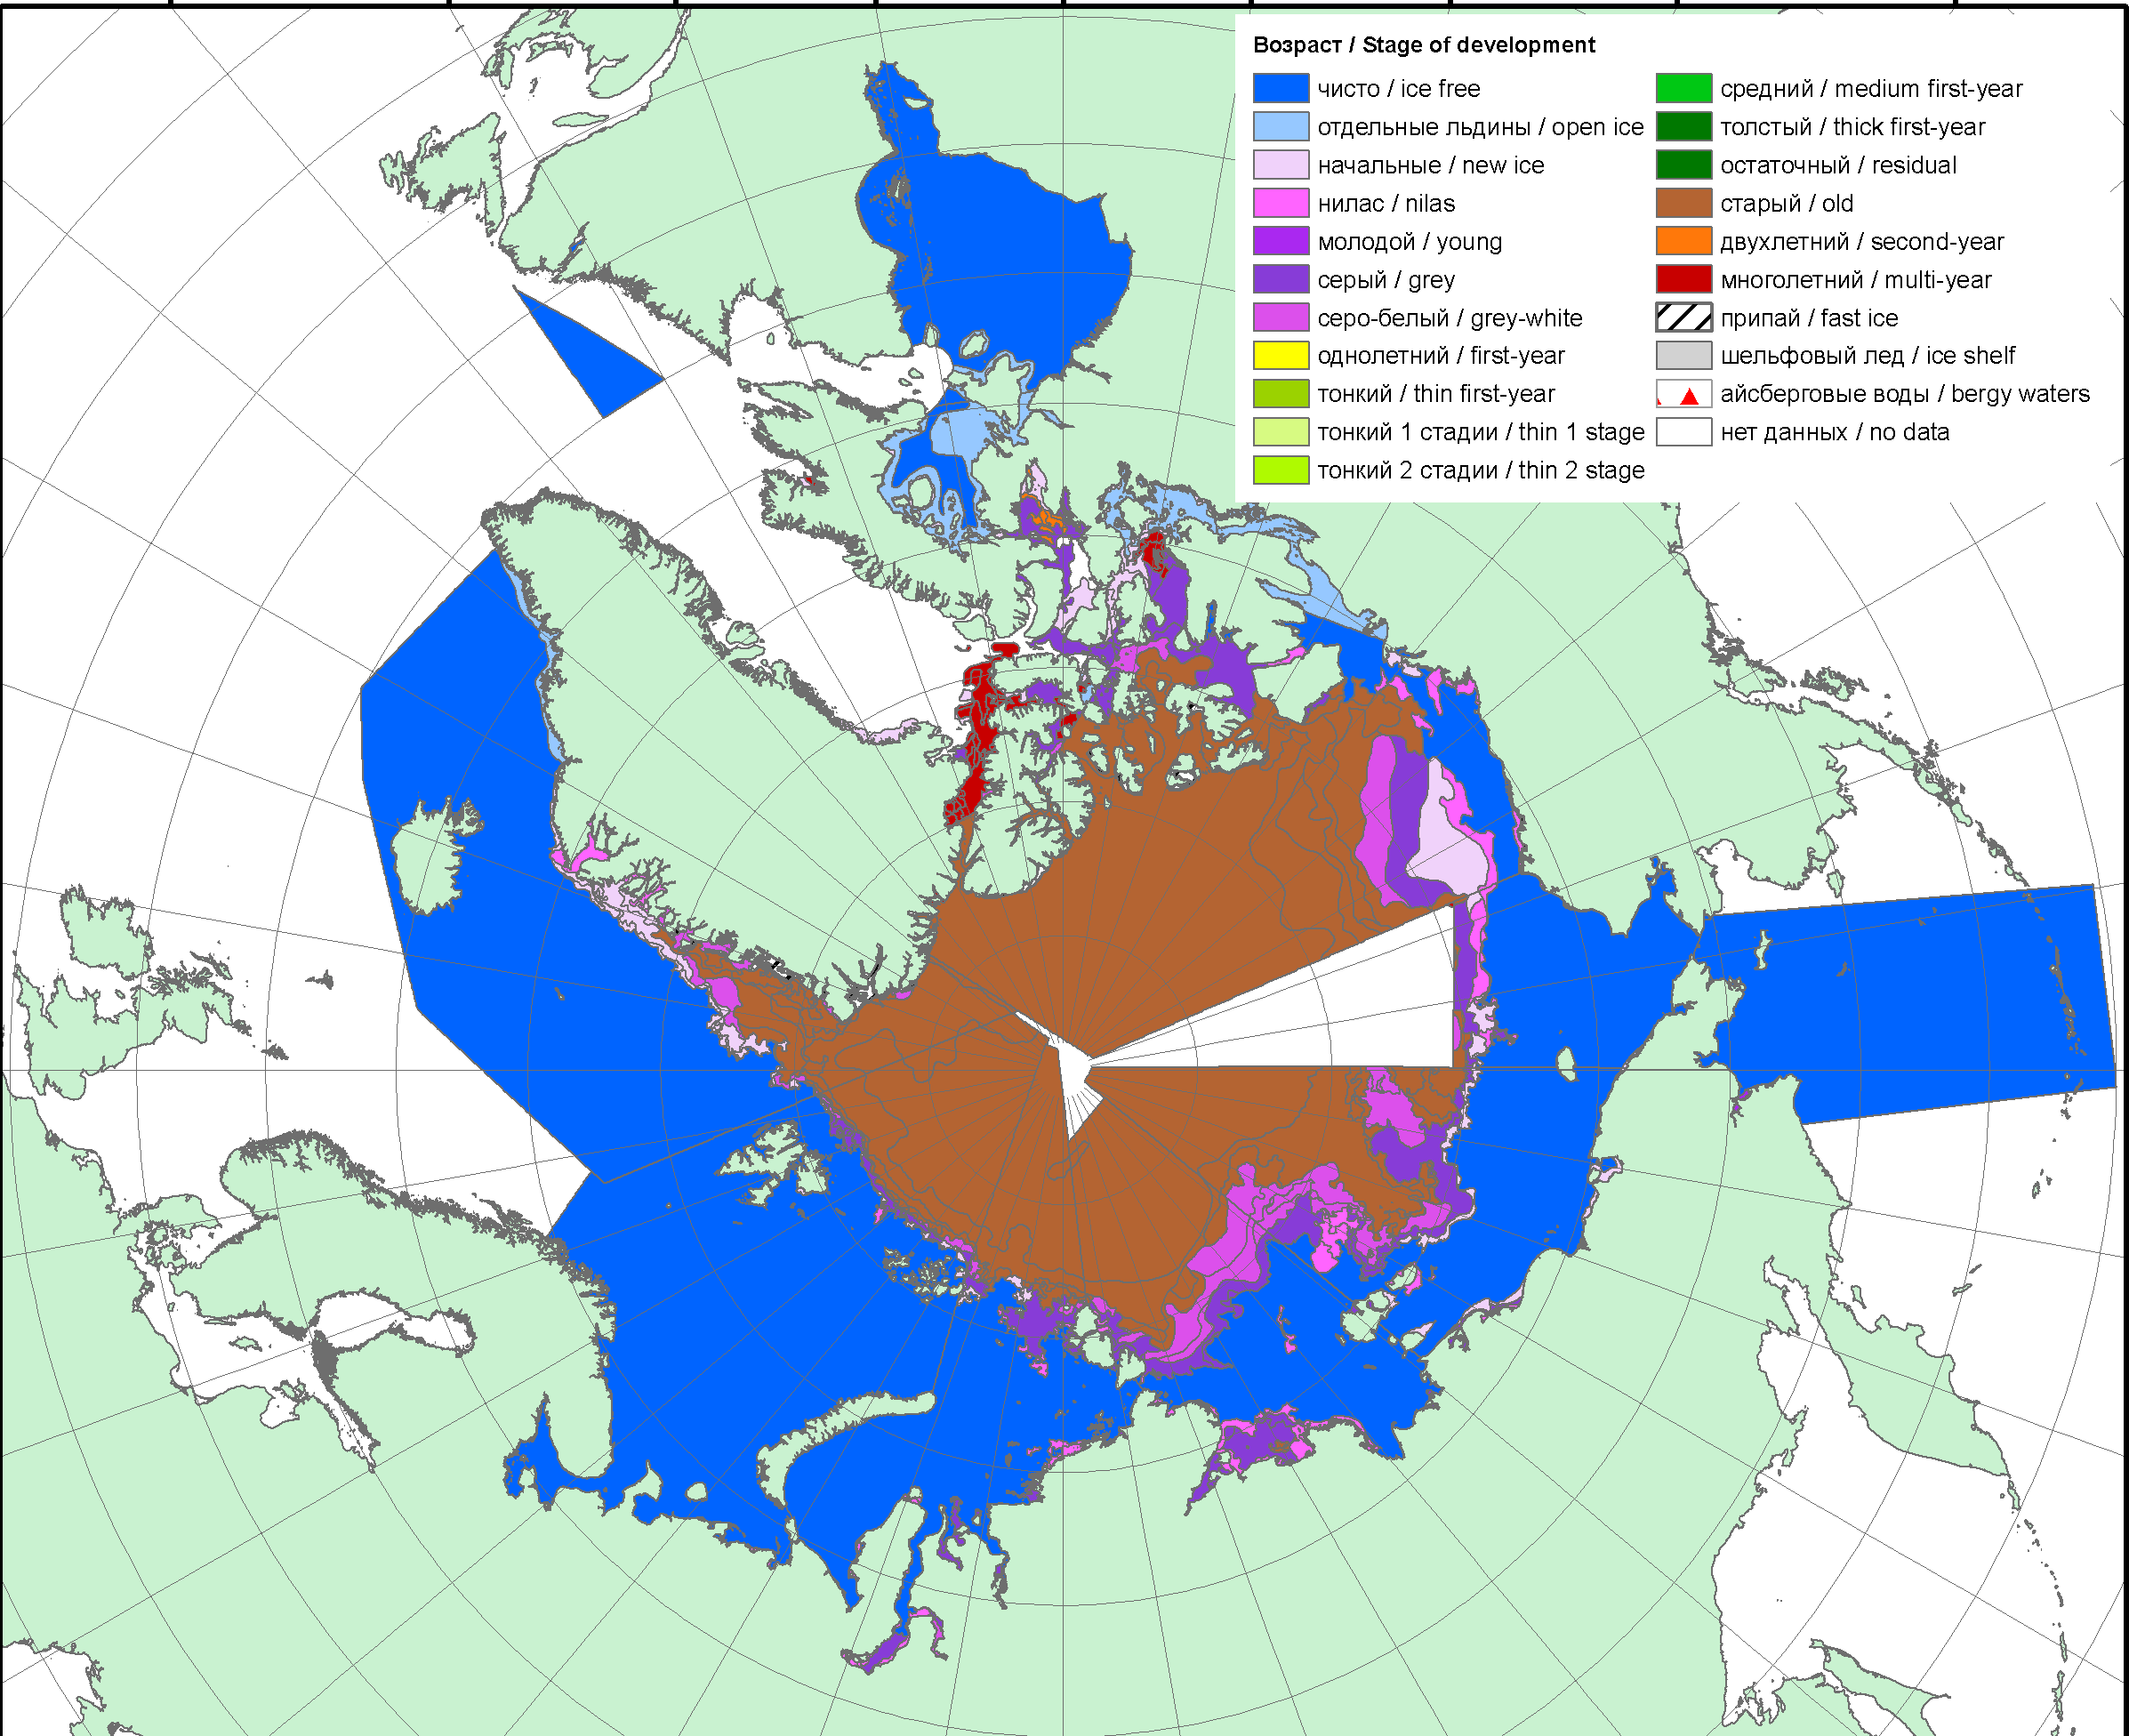 Возраст / Stage of development
чисто / ice free
отдельные льдины / open ice
начальные / new ice
нилас / nilas
молодой / young
серый / grey
серо-белый / grey-white
однолетний / first-year
тонкий / thin first-year
тонкий 1 стадии / thin 1 stage
тонкий 2 стадии / thin 2 stage
средний / medium first-year
толстый / thick first-year
остаточный / residual
старый / old
двухлетний / second-year
многолетний / multi-year
припай / fast ice
шельфовый лед / ice shelf
айсберговые воды / bergy waters
нет данных / no data